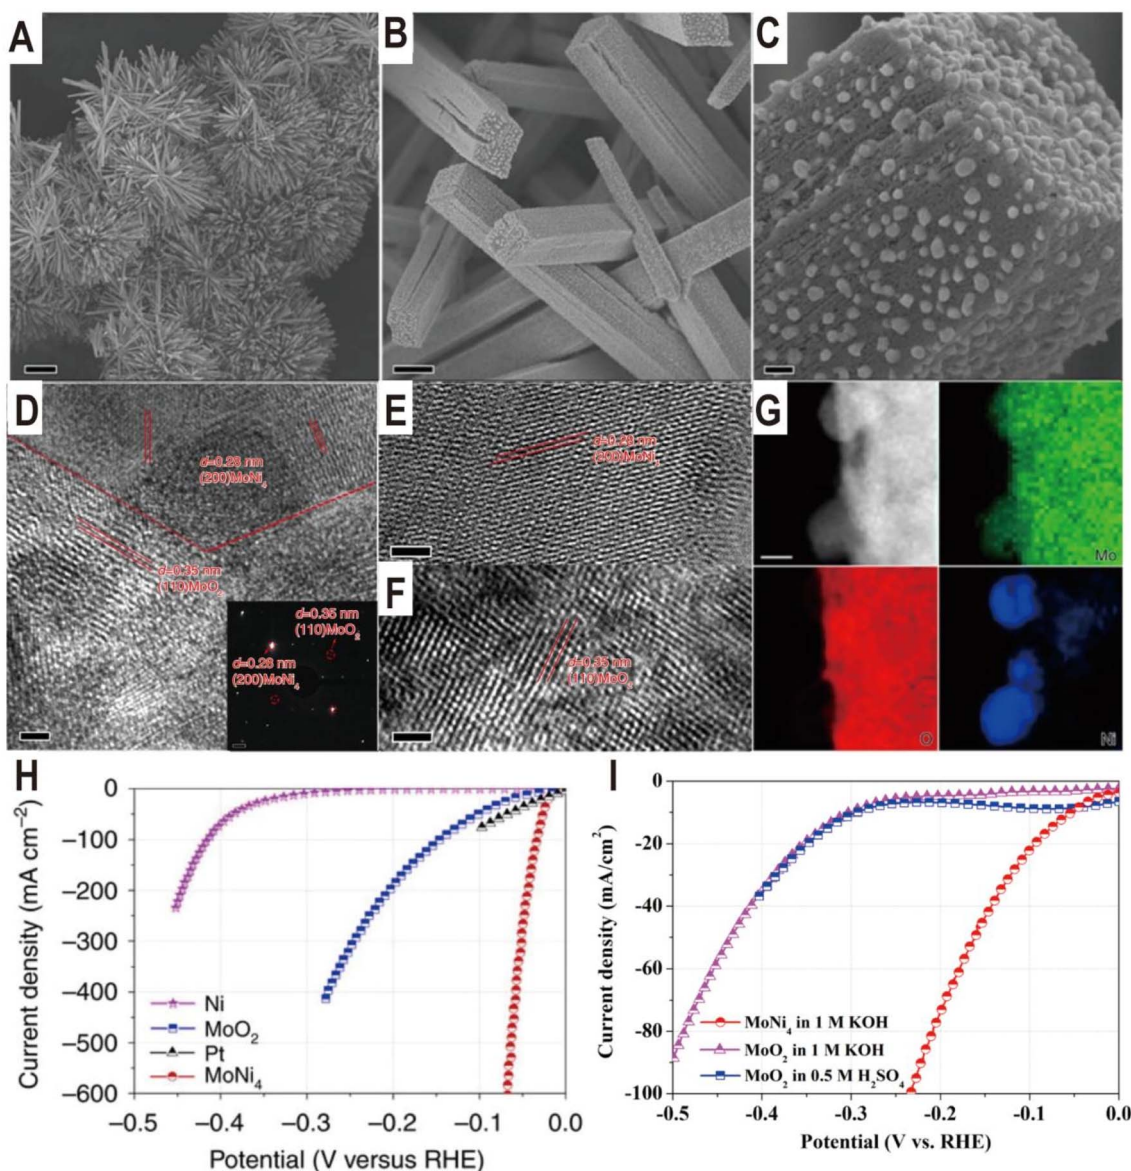 A
B
C
D
d=0.28 nm
(200)MoNi4
d=0.35 nm
(110)MoO2
d=0.35 nm
(110)MoO2
d=0.28 nm
(200)MoNi4
E
d=0.28 nm
(200)MoNi4
F
d=0.35 nm
(110)MoO2
G
Mo
O
Ni
H
0
−100
−200
−300
−400
−500
−600
Current density (mA cm−2)
Ni
MoO2
Pt
MoNi4
−0.5
−0.4
−0.3
−0.2
−0.1
0.0
Potential (V versus RHE)
I
0
-20
-40
-60
-80
-100
Current density (mA/cm2)
MoNi4 in 1 M KOH
MoO2 in 1 M KOH
MoO2 in 0.5 M H2SO4
-0.5
-0.4
-0.3
-0.2
-0.1
0.0
Potential (V vs. RHE)